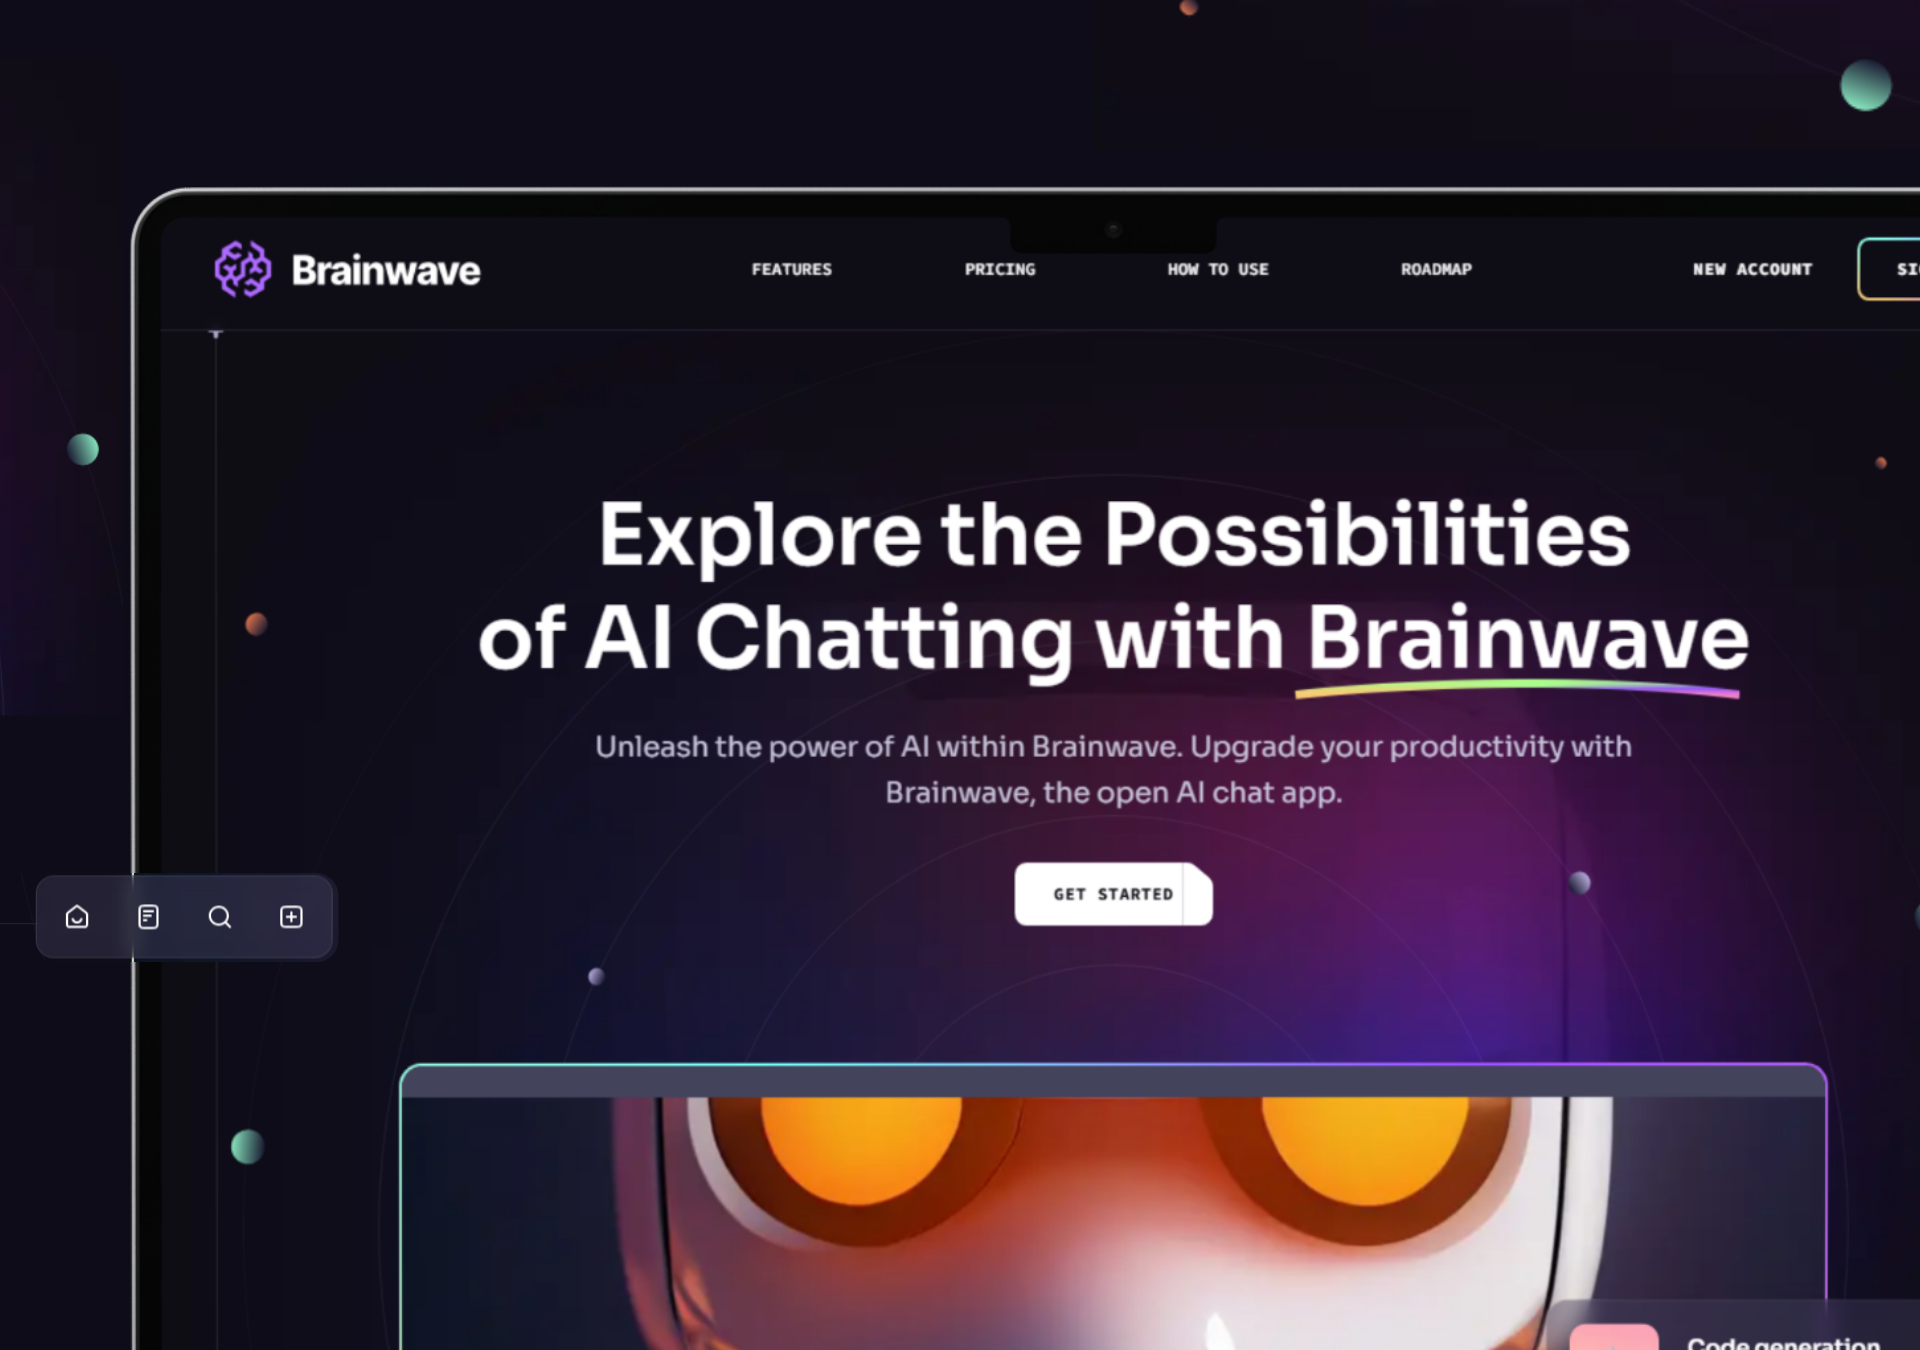 Brainwave
FEATURES
PRICING
HOW TO USE
ROADMAP
NEW ACCOUNT
Explore the Possibilities
of AI Chatting with Brainwave
Unleash the power of AI within Brainwave. Upgrade your productivity with
Brainwave, the open AI chat app.
GET STARTED
Code generation